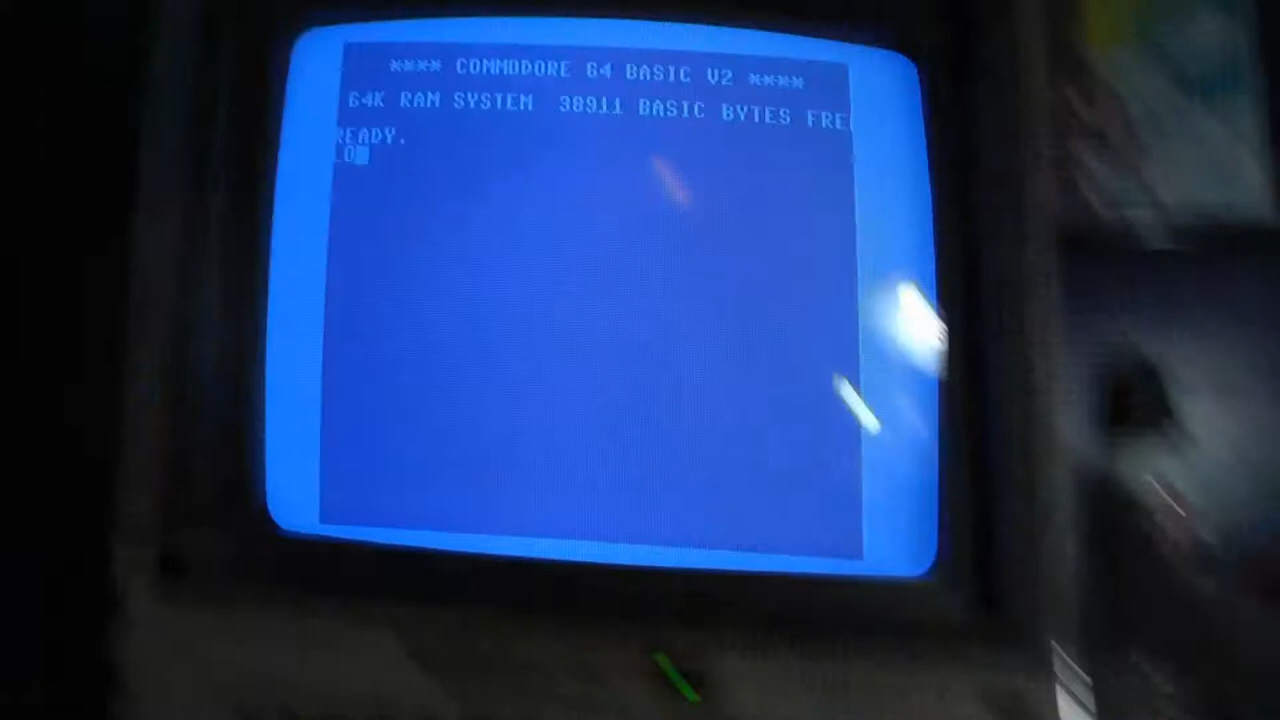 **** COMMODORE 64 BASIC V2 ****
64K RAM SYSTEM  38911 BASIC BYTES FRE
READY.
LO